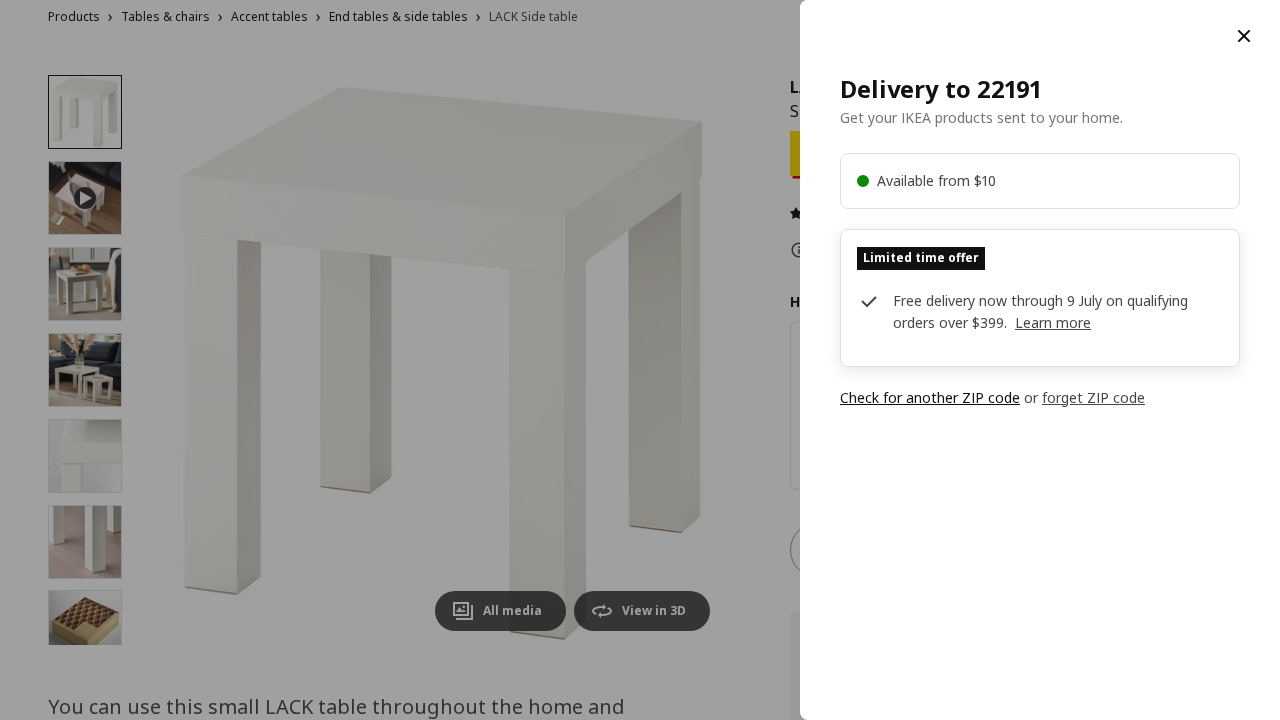 Products › Tables & chairs › Accent tables › End tables & side tables › LACK Side table
Delivery to 22191
Get your IKEA products sent to your home.
Available from $10
Limited time offer
Free delivery now through 9 July on qualifying
orders over $399. Learn more
Check for another ZIP code or forget ZIP code
All media
View in 3D
You can use this small LACK table throughout the home and